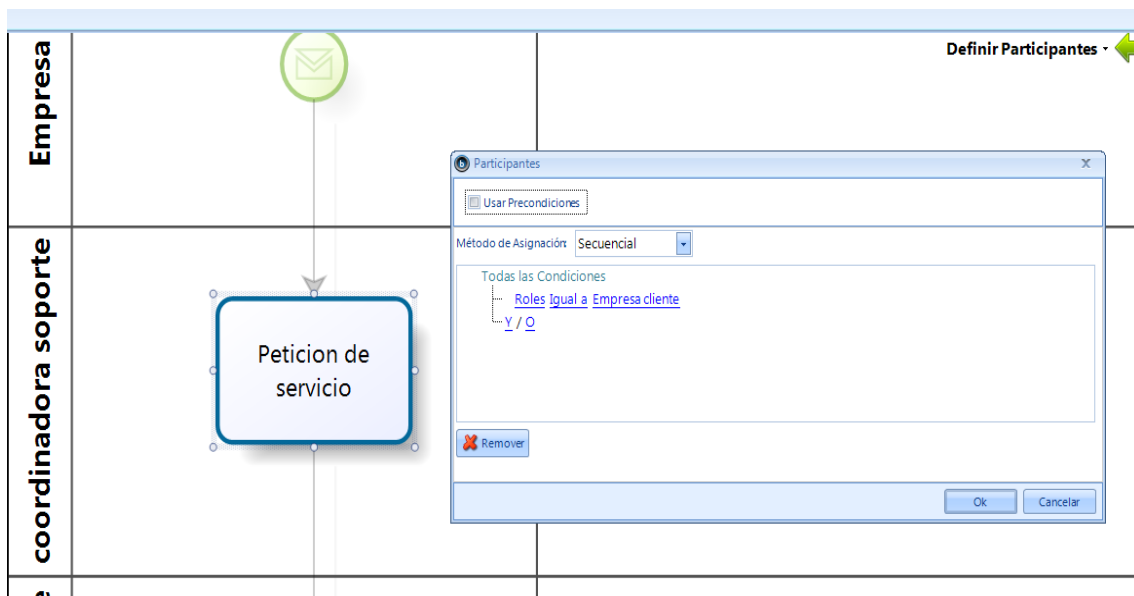 Definir Participantes
Empresa
Participantes
x
Usar Precondiciones
Método de Asignación:
Secuencial
Todas las Condiciones
Roles Igual a Empresa cliente
Y / O
coordinadora soporte
Peticion de
servicio
Remover
Ok
Cancelar